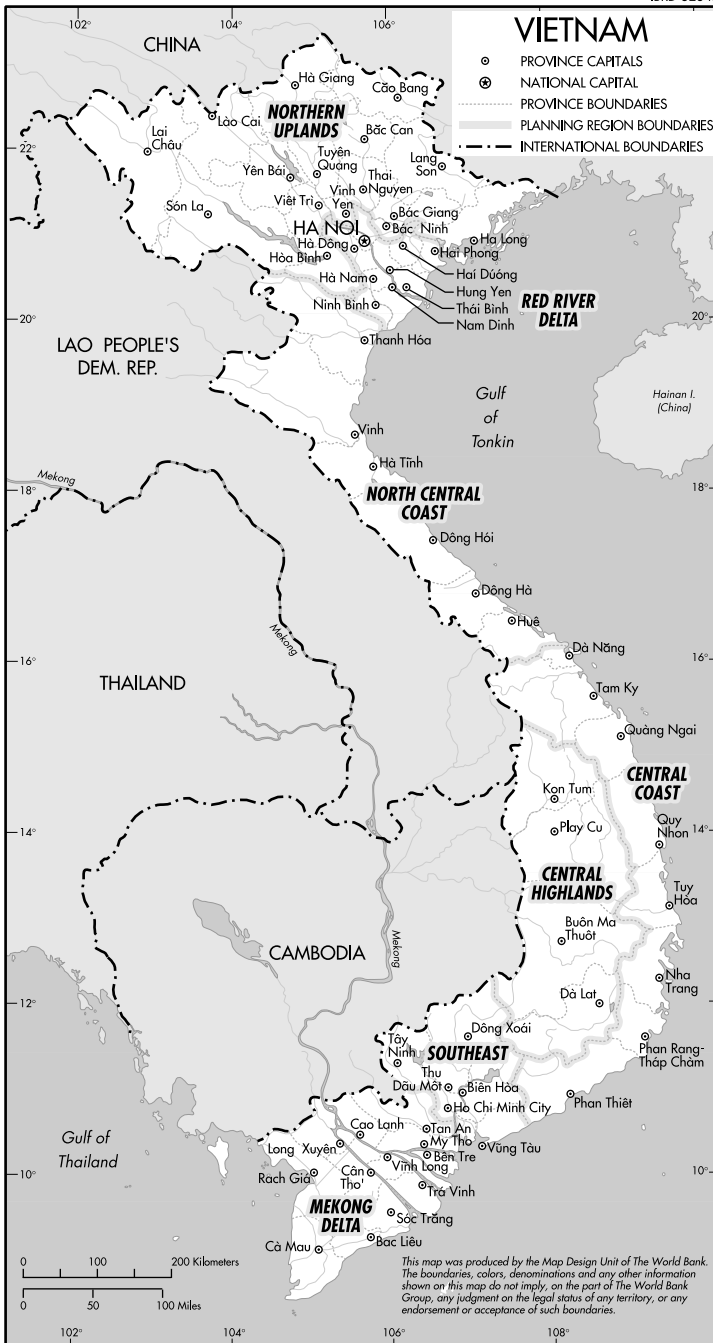 102°
104°
106°
108°
VIETNAM
PROVINCE CAPITALS
NATIONAL CAPITAL
PROVINCE BOUNDARIES
PLANNING REGION BOUNDARIES
INTERNATIONAL BOUNDARIES
CHINA
Hà Giang
Cão Bang
Lào Cai
NORTHERN
UPLANDS
Lai
Châu
Bãc Can
22°
Tuyên
Quang
Lang
Son
Yên Bái
Thai
Nguyen
Vinh
Yen
Viêt Trì
Són La
Bác Giang
Bác Ninh
HA NOI
Hà Dông
Ha Long
Hòa Bình
Hai Phong
Haí Dúóng
Hà Nam
Hung Yen
Ninh Bình
Thái Bình
Nam Dinh
RED RIVER
DELTA
20°
20°
Thanh Hóa
LAO PEOPLE'S
DEM. REP.
Gulf
of
Tonkin
Hainan I.
(China)
Vinh
Hà Tĩnh
Mekong
18°
18°
NORTH CENTRAL
COAST
Dông Hói
Dông Hà
Mekong
Huê
16°
16°
Dà Năng
THAILAND
Tam Ky
Quàng Ngai
CENTRAL
COAST
Kon Tum
Play Cu
Quy
Nhon
14°
14°
CENTRAL
HIGHLANDS
Tuy
Hòa
Buôn Ma
Thuôt
CAMBODIA
Mekong
Nha
Trang
Dà Lat
12°
12°
Dông Xoái
Tây
Ninh
SOUTHEAST
Phan Rang-
Tháp Chàm
Thu
Dãu Môt
Biên Hòa
Phan Thiêt
Ho Chi Minh City
Cao Lanh
Tan An
Long Xuyên
My Tho
Vũng Tàu
Bên Tre
Gulf of
Thailand
10°
10°
Rach Giá
Cân
Tho'
Vĩnh Long
Trá Vinh
MEKONG
DELTA
Sóc Trăng
Bac Liêu
Cà Mau
0 100 200 Kilometers
0 50 100 Miles
This map was produced by the Map Design Unit of The World Bank.
The boundaries, colors, denominations and any other information
shown on this map do not imply, on the part of The World Bank
Group, any judgment on the legal status of any territory, or any
endorsement or acceptance of such boundaries.
102°
104°
106°
108°